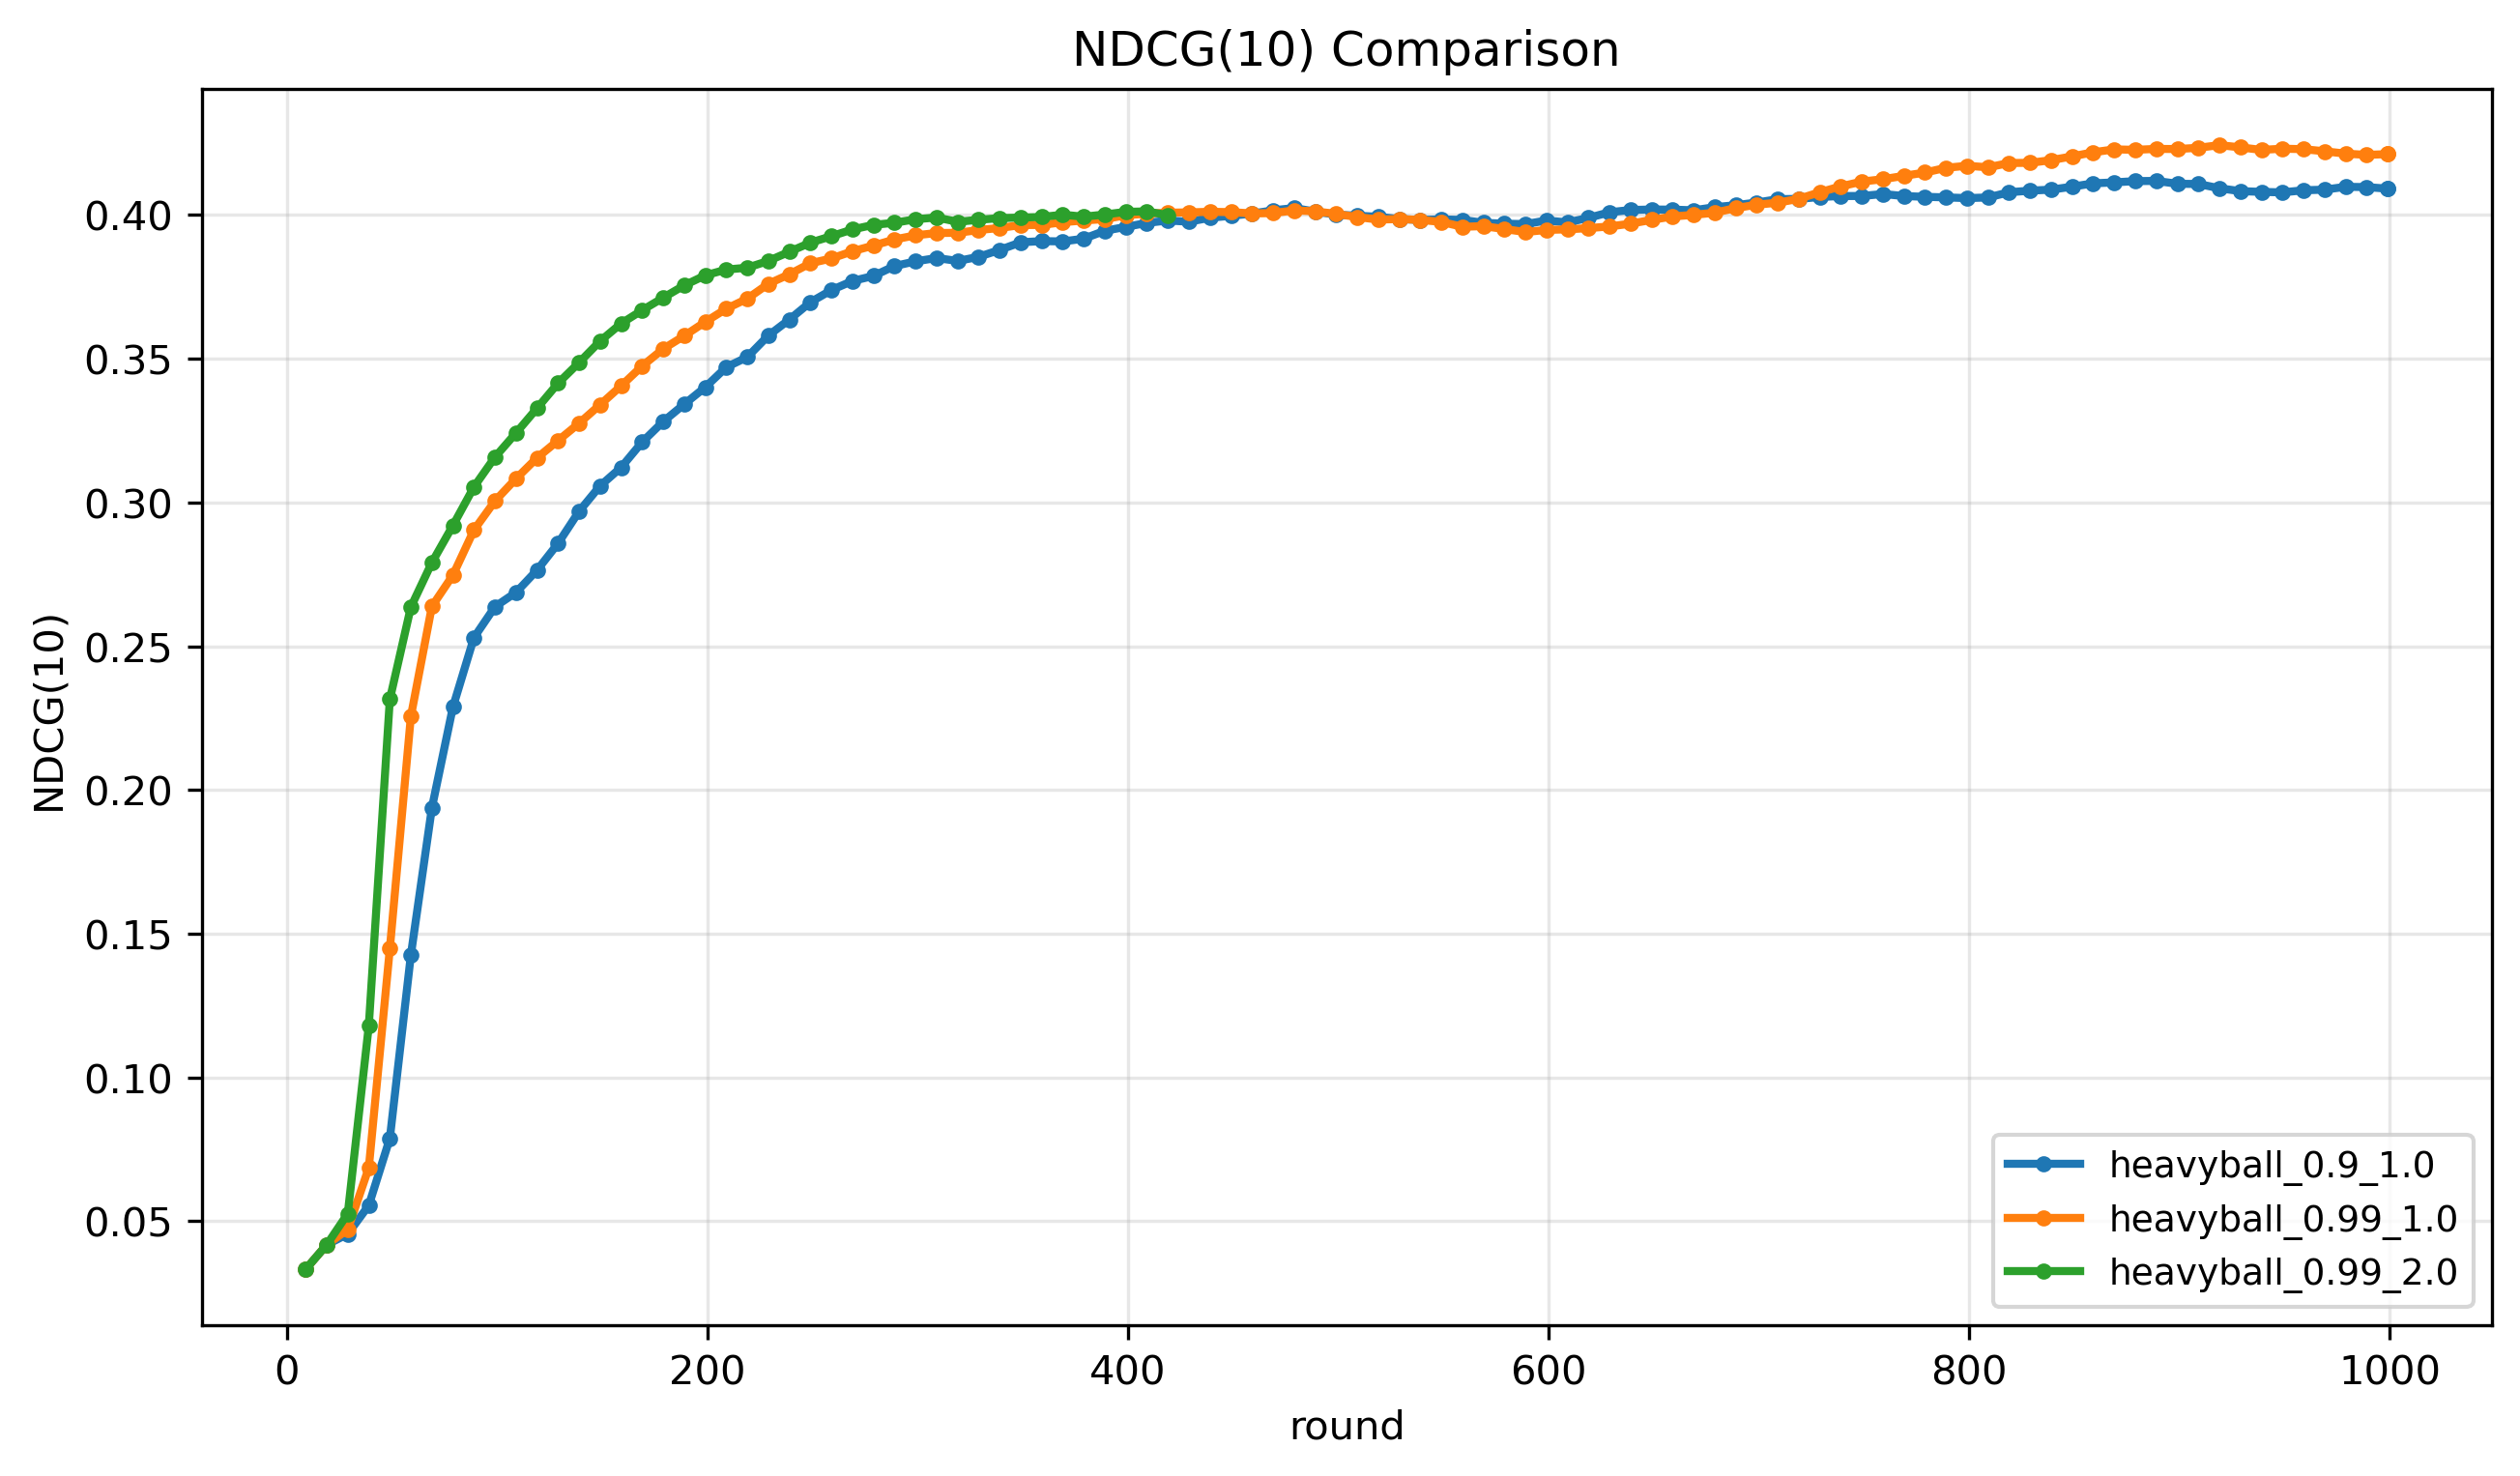 NDCG(10) Comparison
NDCG(10)
0.40
0.35
0.30
0.25
0.20
0.15
0.10
0.05
0 200 400 600 800 1000
round
heavyball_0.9_1.0
heavyball_0.99_1.0
heavyball_0.99_2.0